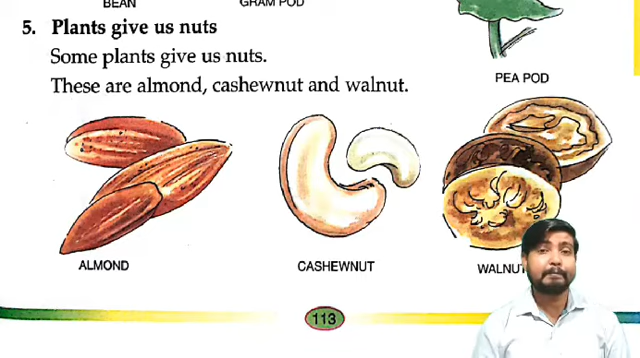 BEAN
GRAM POD
5. Plants give us nuts
Some plants give us nuts.
These are almond, cashewnut and walnut.
PEA POD
ALMOND
CASHEWNUT
WALNU
113